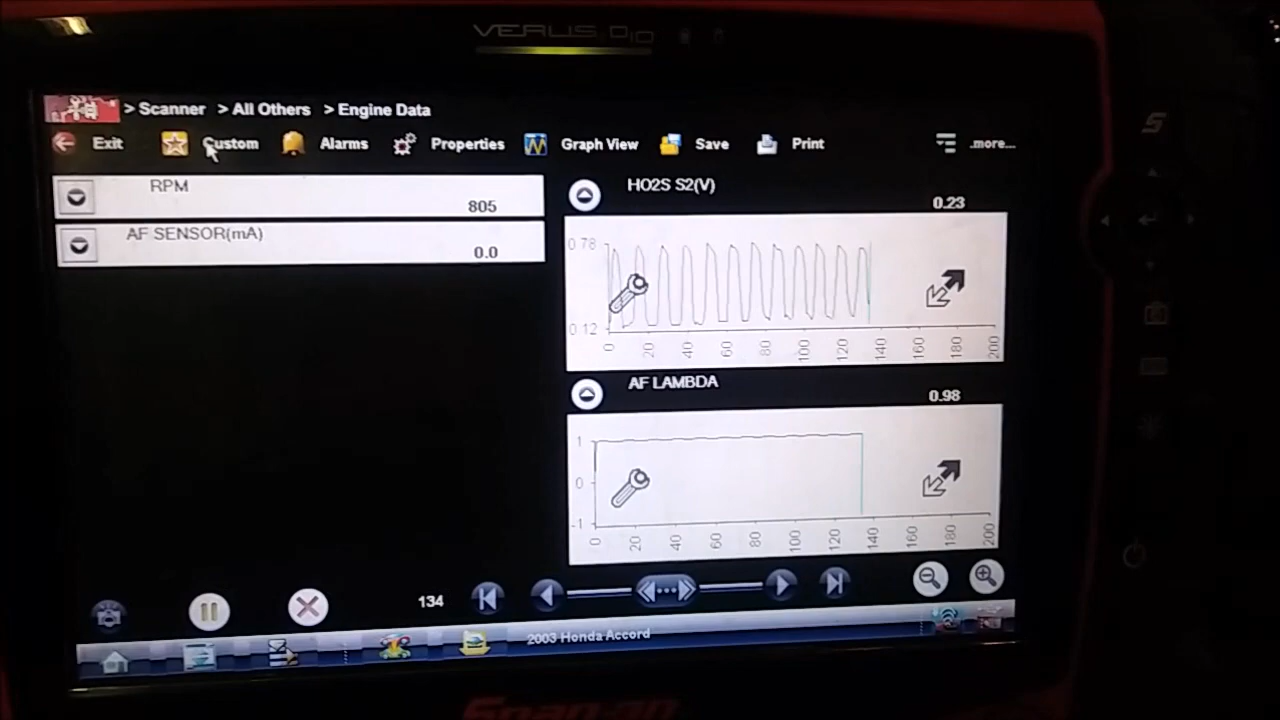 VERUS PRO
> Scanner > All Others > Engine Data
Exit Custom Alarms Properties Graph View Save Print .more...
RPM
805
AF SENSOR(mA)
0.0
HO2S S2(V)
0.23
0.78
0.12
0 20 40 60 80 100 120 140 160 180 200
AF LAMBDA
0.98
1
0
-1
0 20 40 60 80 100 120 140 160 180 200
134
2003 Honda Accord
Snap-on